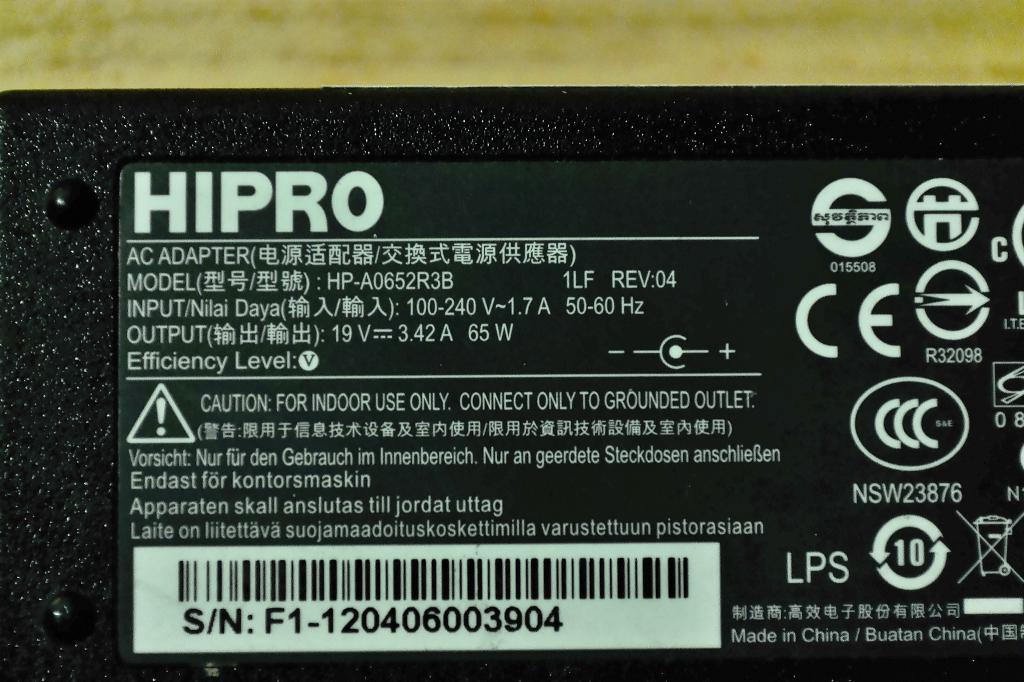 HIPRO
AC ADAPTER(电源适配器/交換式電源供應器)
MODEL(型号/型號) : HP-A0652R3B 1LF REV:04
INPUT/Nilai Daya(输入/輸入): 100-240 V~1.7 A 50-60 Hz
OUTPUT(输出/輸出): 19 V⎓ 3.42 A 65 W
Efficiency Level:Ⓥ
− +
CAUTION: FOR INDOOR USE ONLY. CONNECT ONLY TO GROUNDED OUTLET.
(警告:限用于信息技术设备及室内使用/限用於資訊技術設備及室內使用)
Vorsicht: Nur für den Gebrauch im Innenbereich. Nur an geerdete Steckdosen anschließen
Endast för kontorsmaskin
Apparaten skall anslutas till jordat uttag
Laite on liitettävä suojamaadoituskoskettimilla varustettuun pistorasiaan
S/N: F1-120406003904
015508
CE
R32098
CCC S&E
NSW23876
LPS 10
制造商:高效电子股份有限公司
Made in China / Buatan China(中国